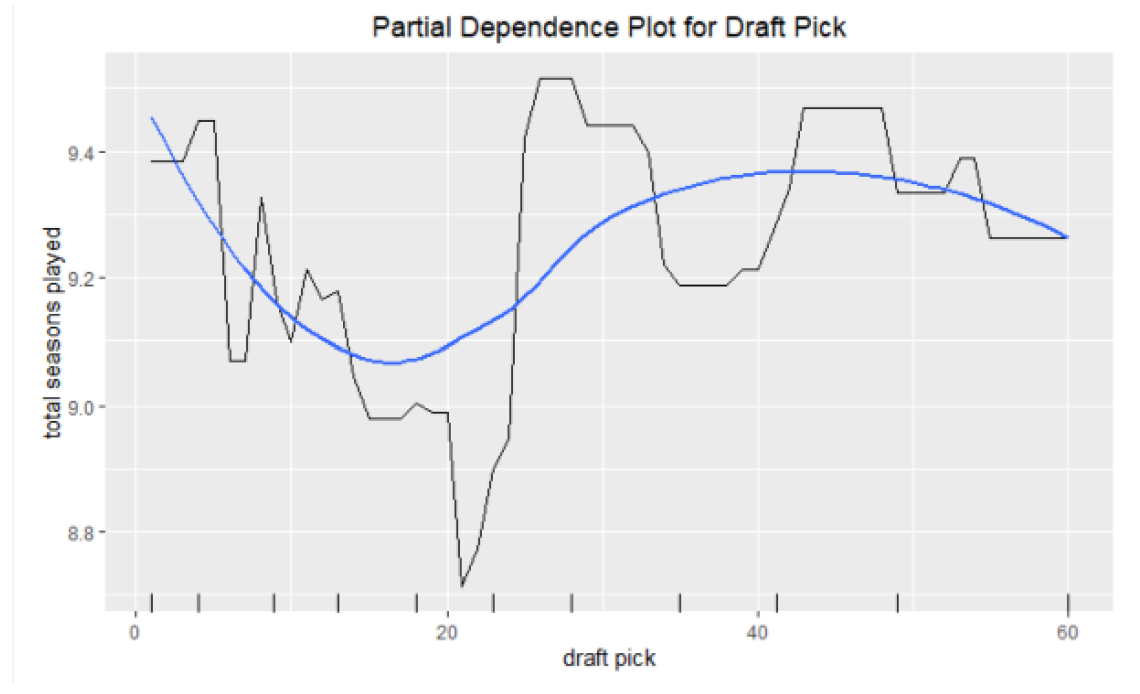 Partial Dependence Plot for Draft Pick
total seasons played
9.4
9.2
9.0
8.8
0 20 40 60
draft pick